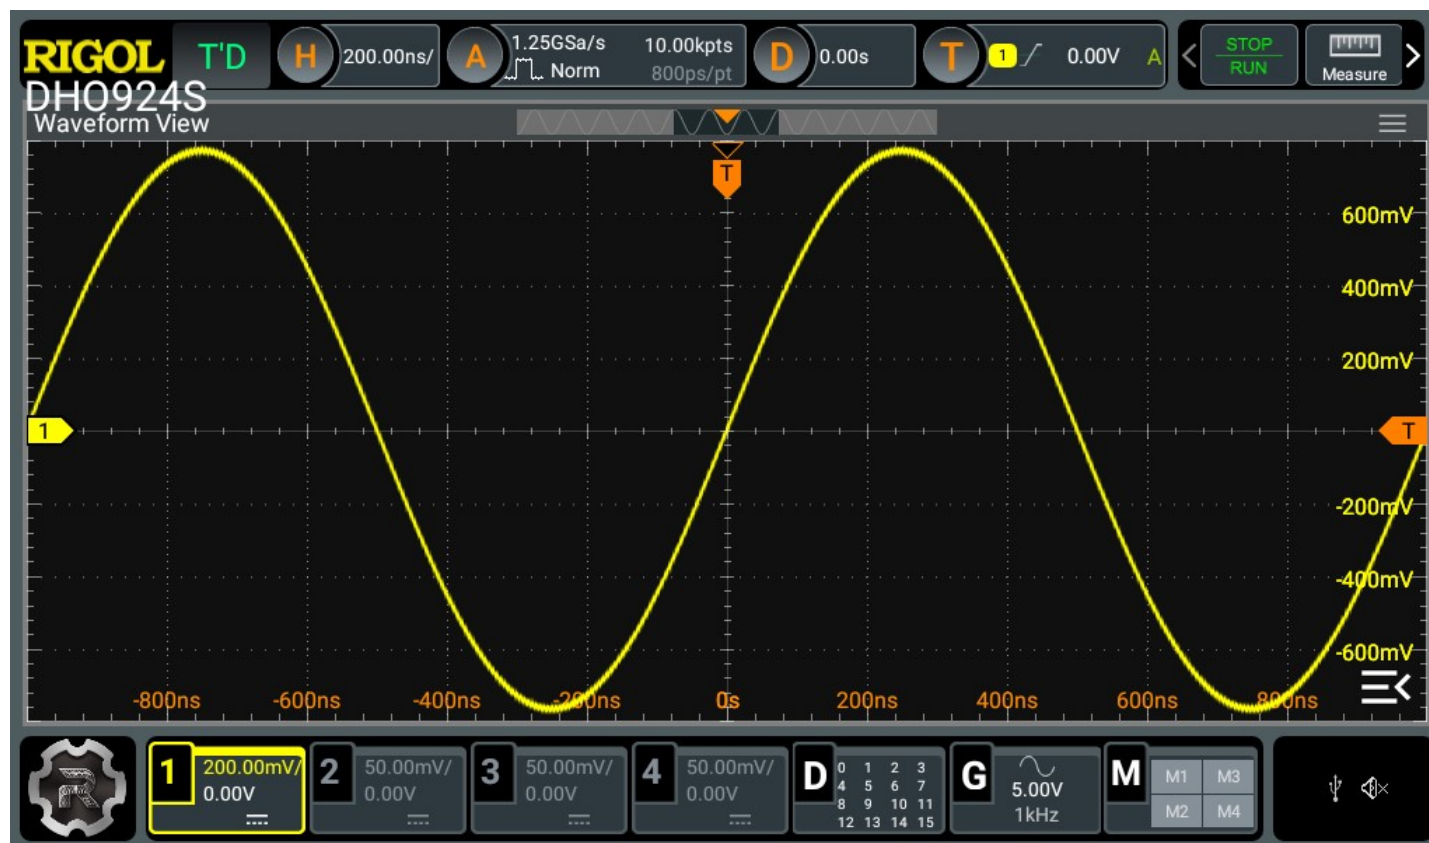 RIGOL T'D H 200.00ns/ A 1.25GSa/s 10.00kpts D 0.00s T 1 0.00V A STOP
Norm 800ps/pt RUN Measure
DHO924S
Waveform View
T
600mV
400mV
200mV
1 T
-200mV
-400mV
-600mV
-800ns -600ns -400ns -200ns 0s 200ns 400ns 600ns 800ns
R
1 200.00mV/ 2 50.00mV/ 3 50.00mV/ 4 50.00mV/ D 0 1 2 3 G M M1 M3
0.00V 0.00V 0.00V 0.00V 4 5 6 7 5.00V
8 9 10 11 1kHz M2 M4
12 13 14 15